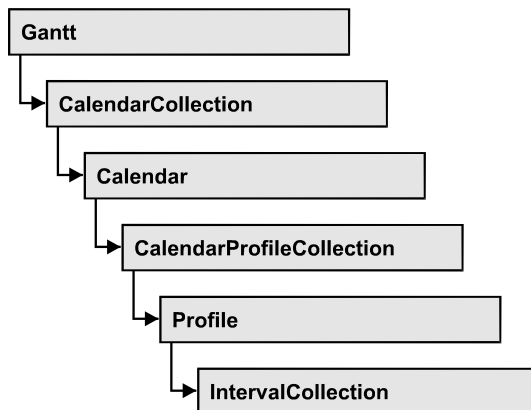 Gantt
CalendarCollection
Calendar
CalendarProfileCollection
Profile
IntervalCollection